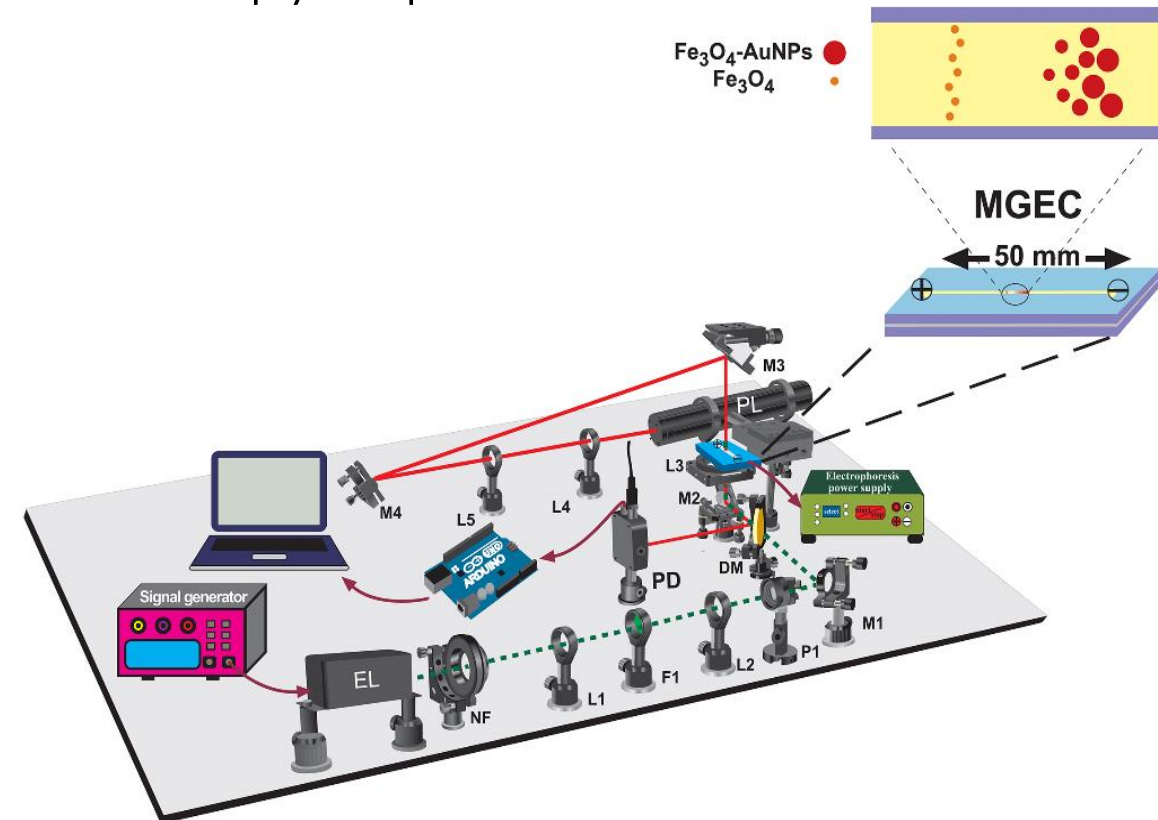 Fe3O4-AuNPs
Fe3O4
MGEC
50 mm
+
−
M3
PL
+
−
L3
Electrophoresis
power supply
select
M4
L5
L4
M2
DM
PD
ARDUINO
UNO
Signal generator
M1
P1
L2
F1
L1
EL
NF